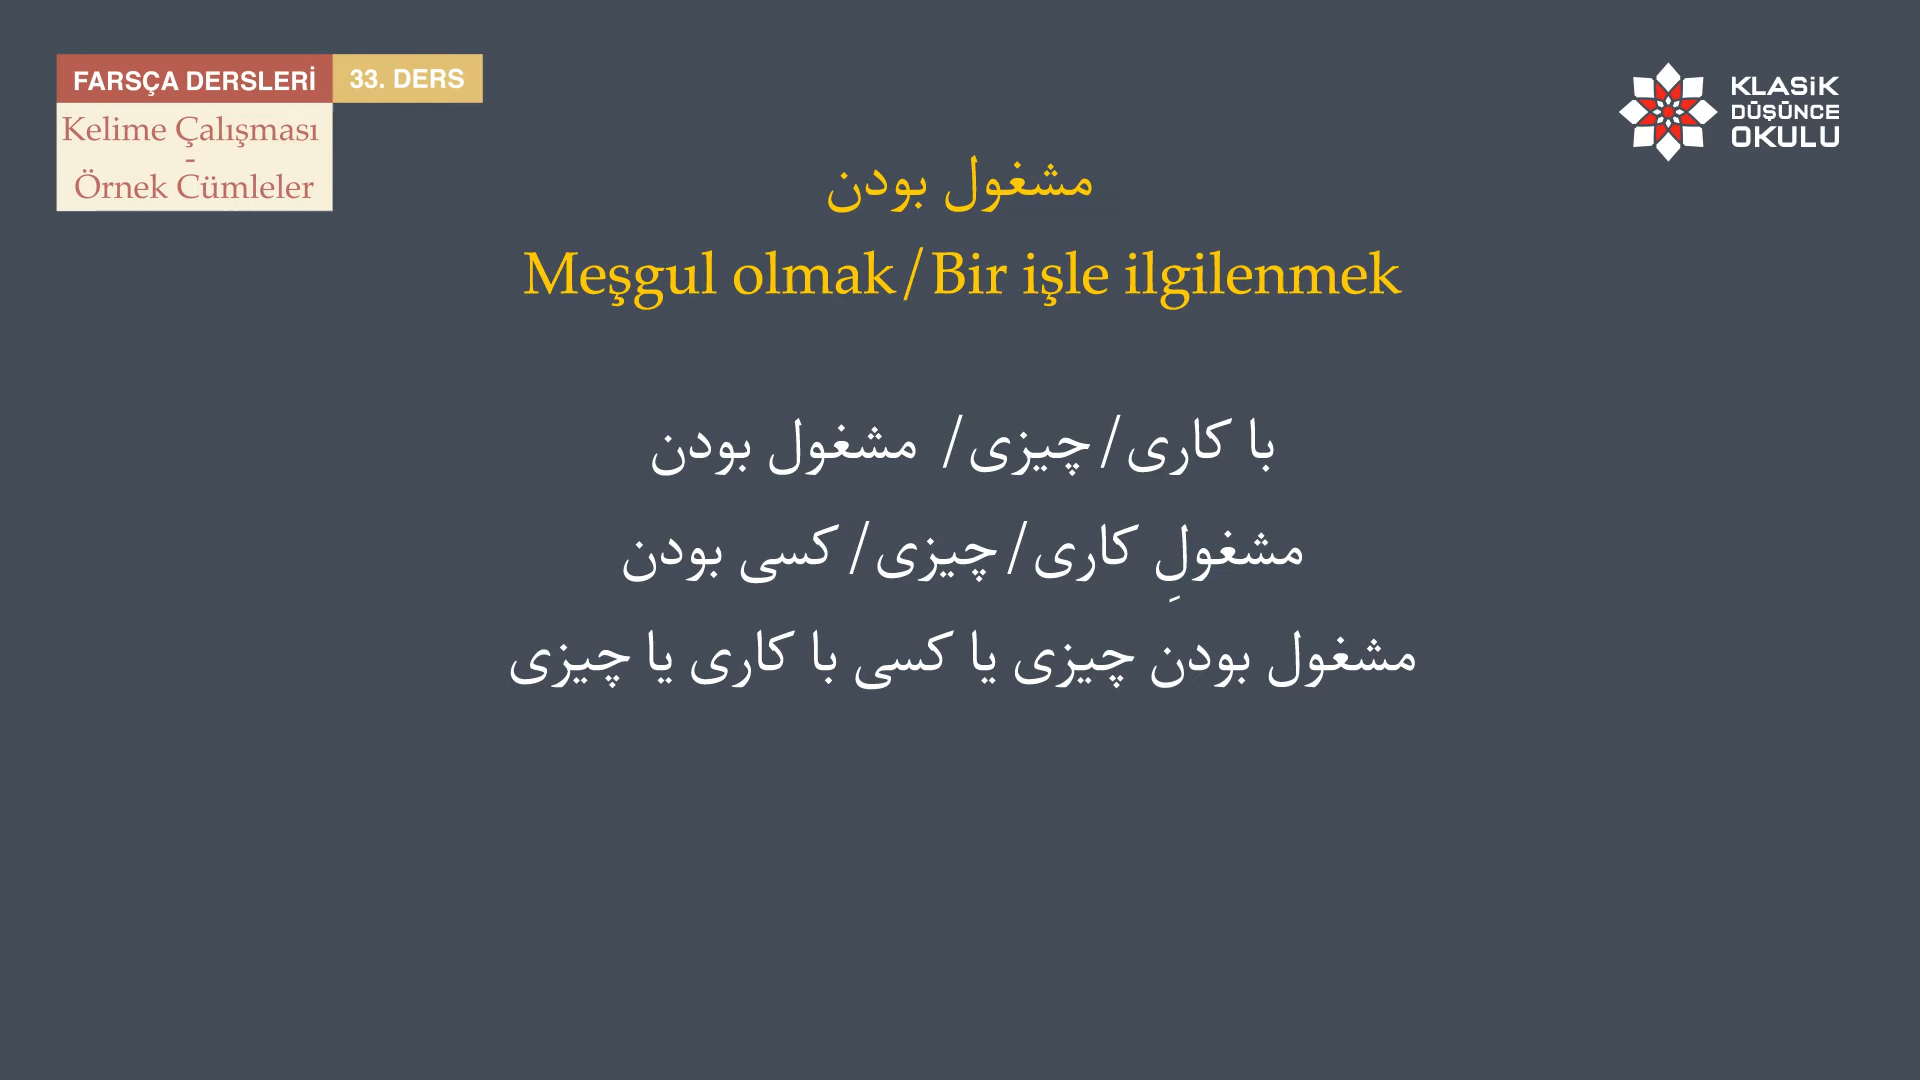 FARSÇA DERSLERİ 33. DERS
Kelime Çalışması
-
Örnek Cümleler
KLASiK
DÜŞÜNCE
OKULU
مشغول بودن
Meşgul olmak/Bir işle ilgilenmek
با کاری/چیزی/ مشغول بودن
مشغولِ کاری/چیزی/کسی بودن
مشغول بودن چیزی یا کسی با کاری یا چیزی